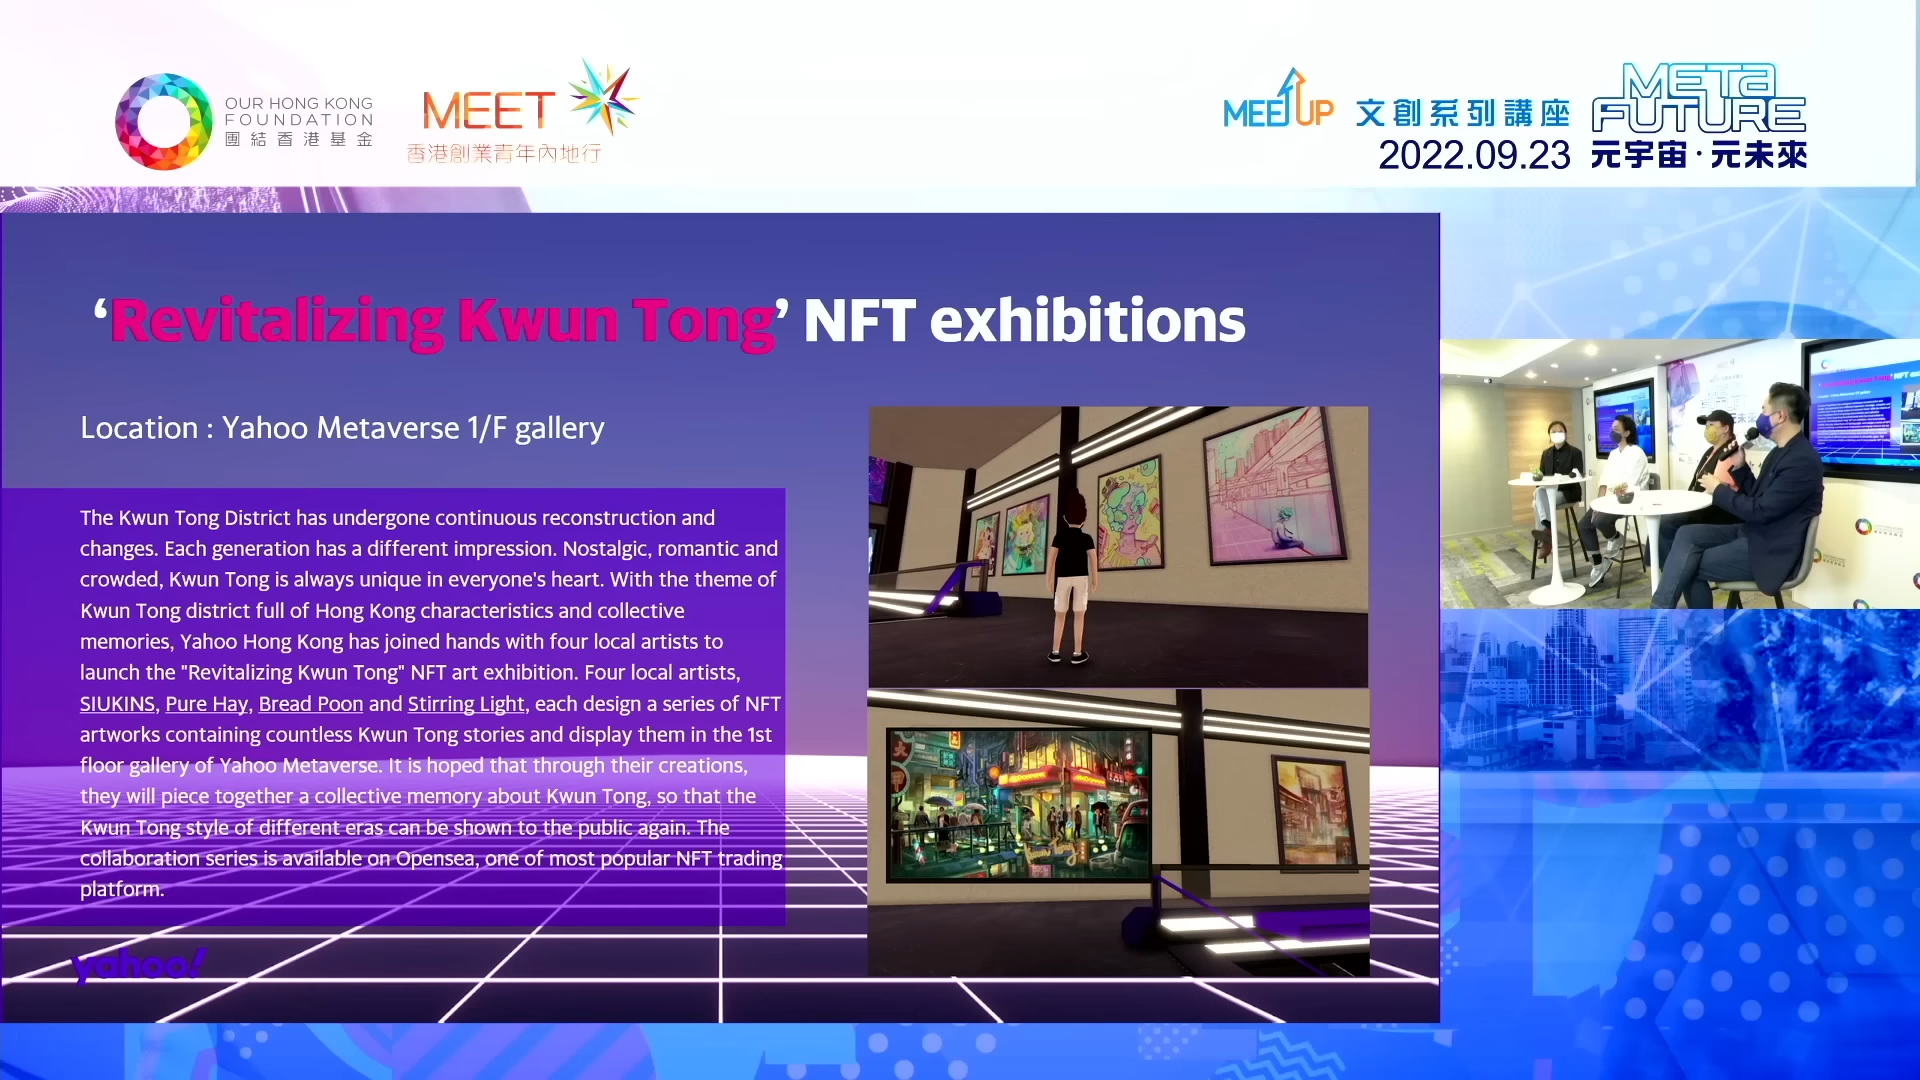 OUR HONG KONG
FOUNDATION
團結香港基金
MEET
香港創業青年內地行
MEETUP 文創系列講座
2022.09.23
META
FUTURE
元宇宙·元未來
‘Revitalizing Kwun Tong’ NFT exhibitions
Location : Yahoo Metaverse 1/F gallery
The Kwun Tong District has undergone continuous reconstruction and
changes. Each generation has a different impression. Nostalgic, romantic and
crowded, Kwun Tong is always unique in everyone's heart. With the theme of
Kwun Tong district full of Hong Kong characteristics and collective
memories, Yahoo Hong Kong has joined hands with four local artists to
launch the "Revitalizing Kwun Tong" NFT art exhibition. Four local artists,
SIUKINS, Pure Hay, Bread Poon and Stirring Light, each design a series of NFT
artworks containing countless Kwun Tong stories and display them in the 1st
floor gallery of Yahoo Metaverse. It is hoped that through their creations,
they will piece together a collective memory about Kwun Tong, so that the
Kwun Tong style of different eras can be shown to the public again. The
collaboration series is available on Opensea, one of most popular NFT trading
platform.
yahoo!